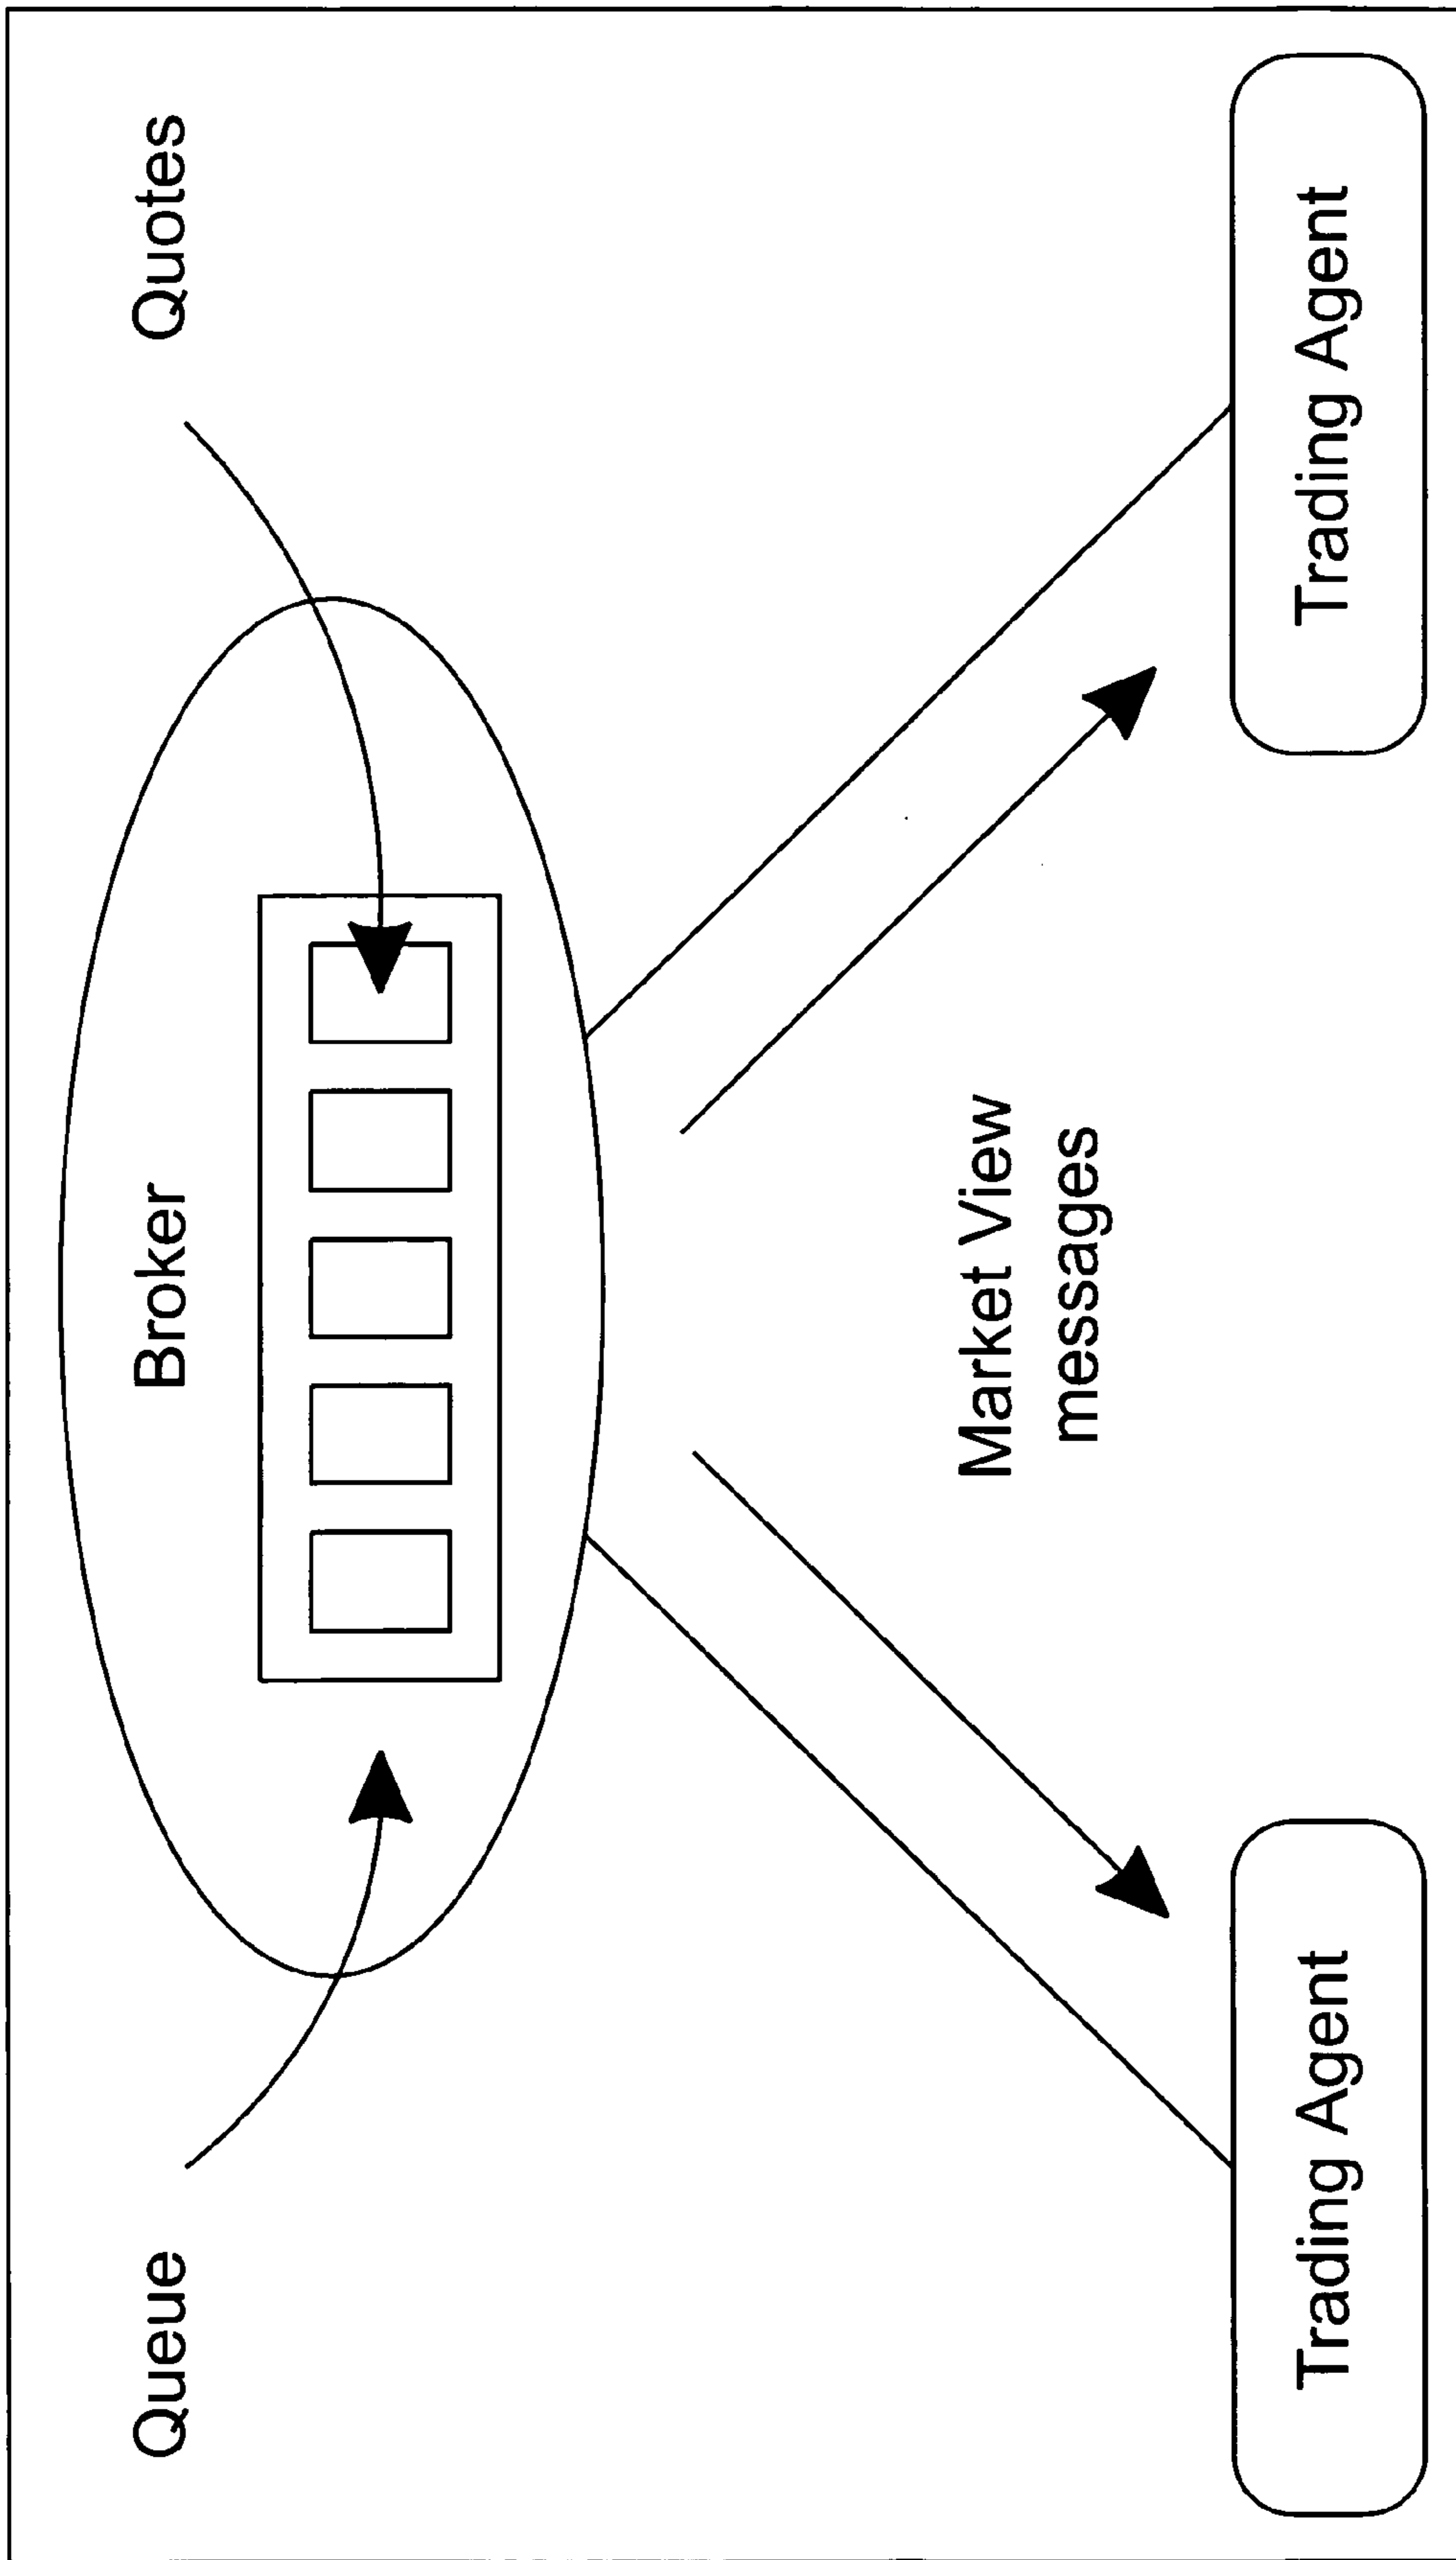 Queue
Broker
Quotes
Market View
messages
Trading Agent
Trading Agent